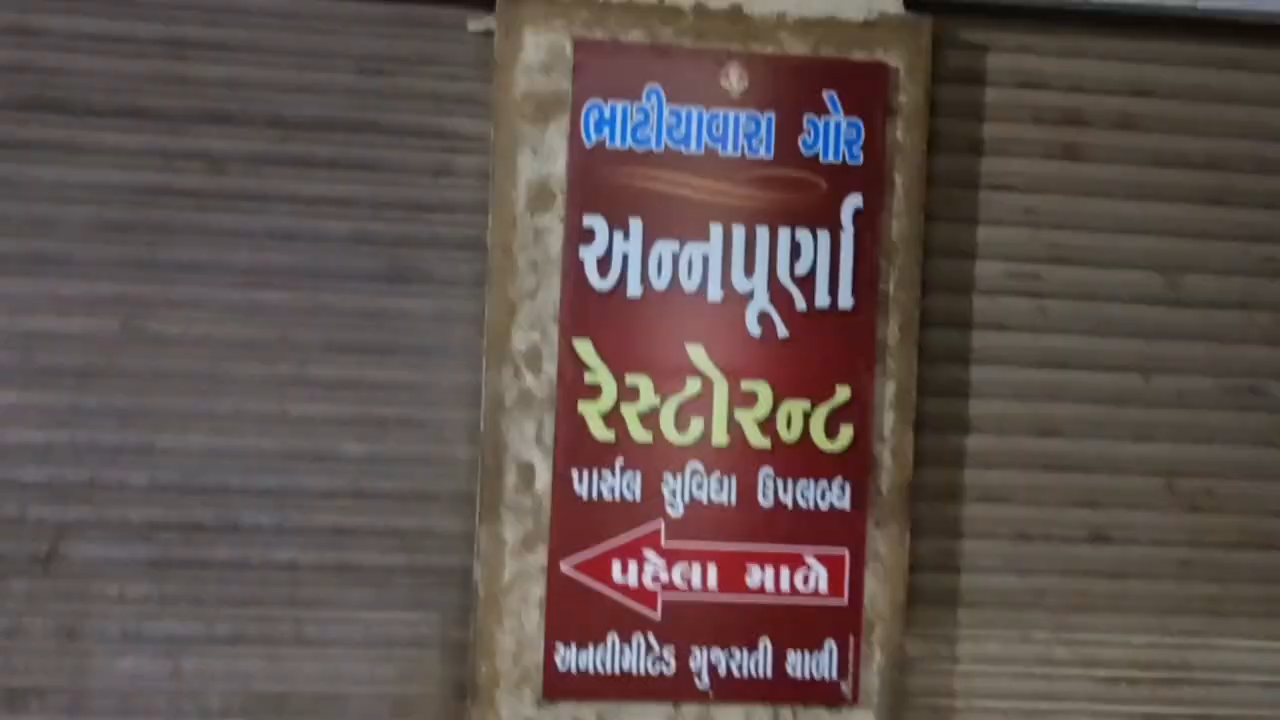 ભાટીયાવારા ગોર
અન્નપૂર્ણા
રેસ્ટોરન્ટ
પાર્સલ સુવિધા ઉપલબ્ધ
પહેલા માળે
અનલીમીટેડ ગુજરાતી થાળી